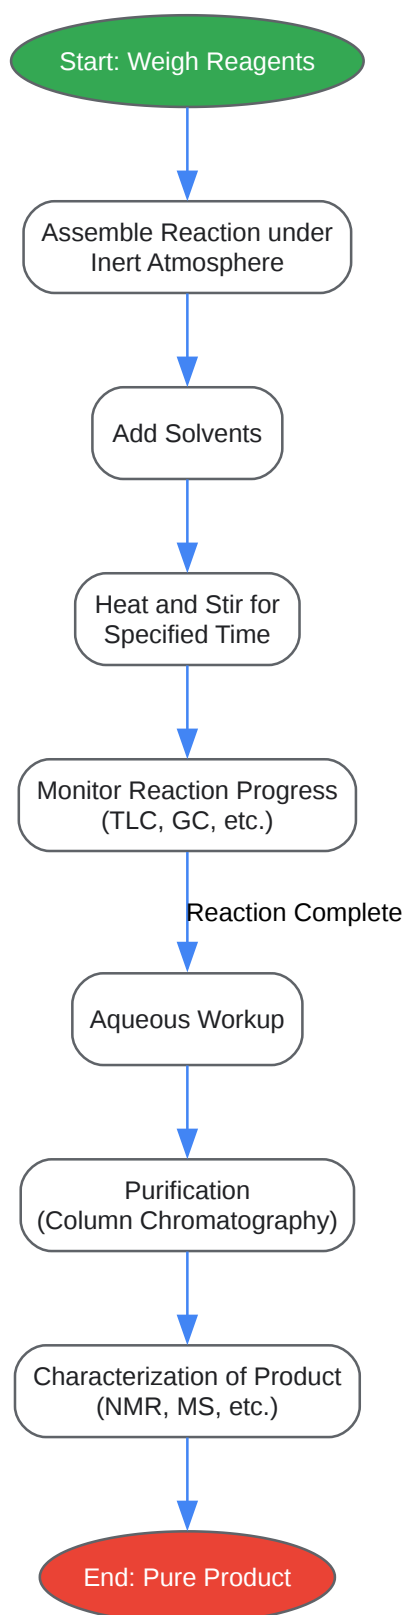 Start: Weigh Reagents
Assemble Reaction under
Inert Atmosphere
Add Solvents
Heat and Stir for
Specified Time
Monitor Reaction Progress
(TLC, GC, etc.)
Reaction Complete
Aqueous Workup
Purification
(Column Chromatography)
Characterization of Product
(NMR, MS, etc.)
End: Pure Product